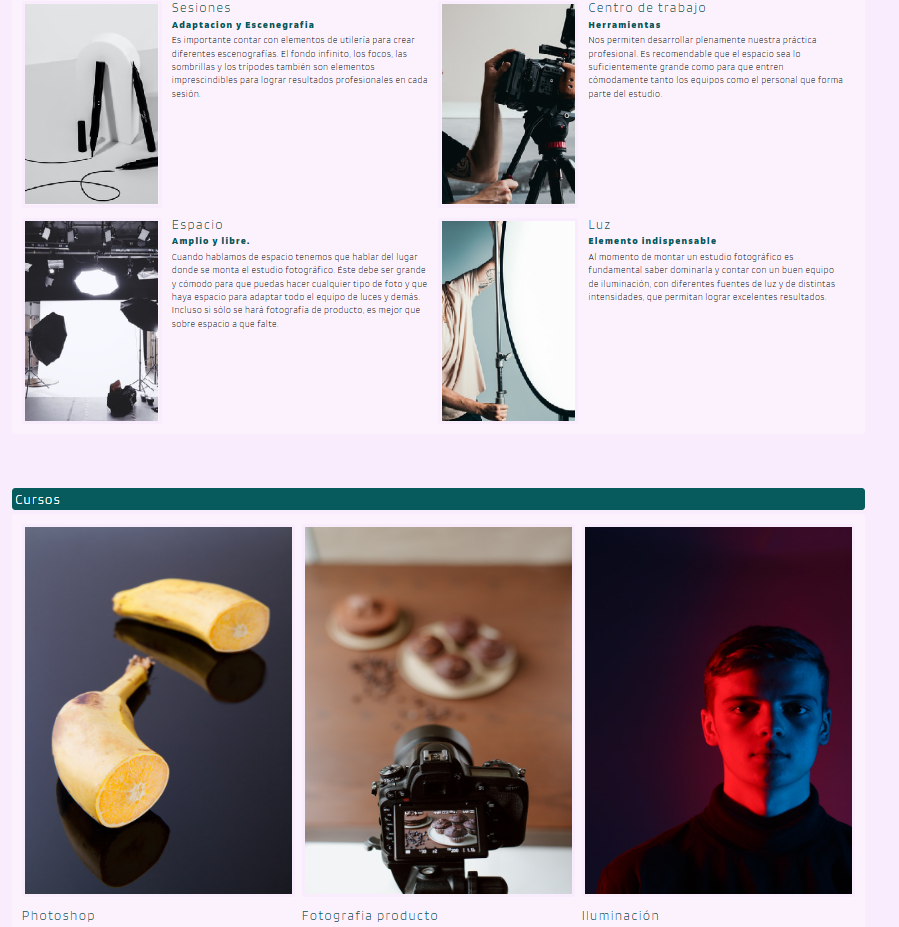 Sesiones
Adaptacion y Escenegrafia
Es importante contar con elementos de utilería para crear
diferentes escenografías. El fondo infinito, los focos, las
sombrillas y los trípodes también son elementos
imprescindibles para lograr resultados profesionales en cada
sesión.
Centro de trabajo
Herramientas
Nos permiten desarrollar plenamente nuestra práctica
profesional. Es recomendable que el espacio sea lo
suficientemente grande como para que entren
cómodamente tanto los equipos como el personal que forma
parte del estudio.
Espacio
Amplio y libre.
Cuando hablamos de espacio tenemos que hablar del lugar
donde se monta el estudio fotográfico. Este debe ser grande
y cómodo para que puedas hacer cualquier tipo de foto y que
haya espacio para adaptar todo el equipo de luces y demás.
Incluso si sólo se hará fotografía de producto, es mejor que
sobre espacio a que falte.
Luz
Elemento indispensable
Al momento de montar un estudio fotográfico es
fundamental saber dominarla y contar con un buen equipo
de iluminación, con diferentes fuentes de luz y de distintas
intensidades, que permitan lograr excelentes resultados.
Cursos
Photoshop
Fotografia producto
Iluminación